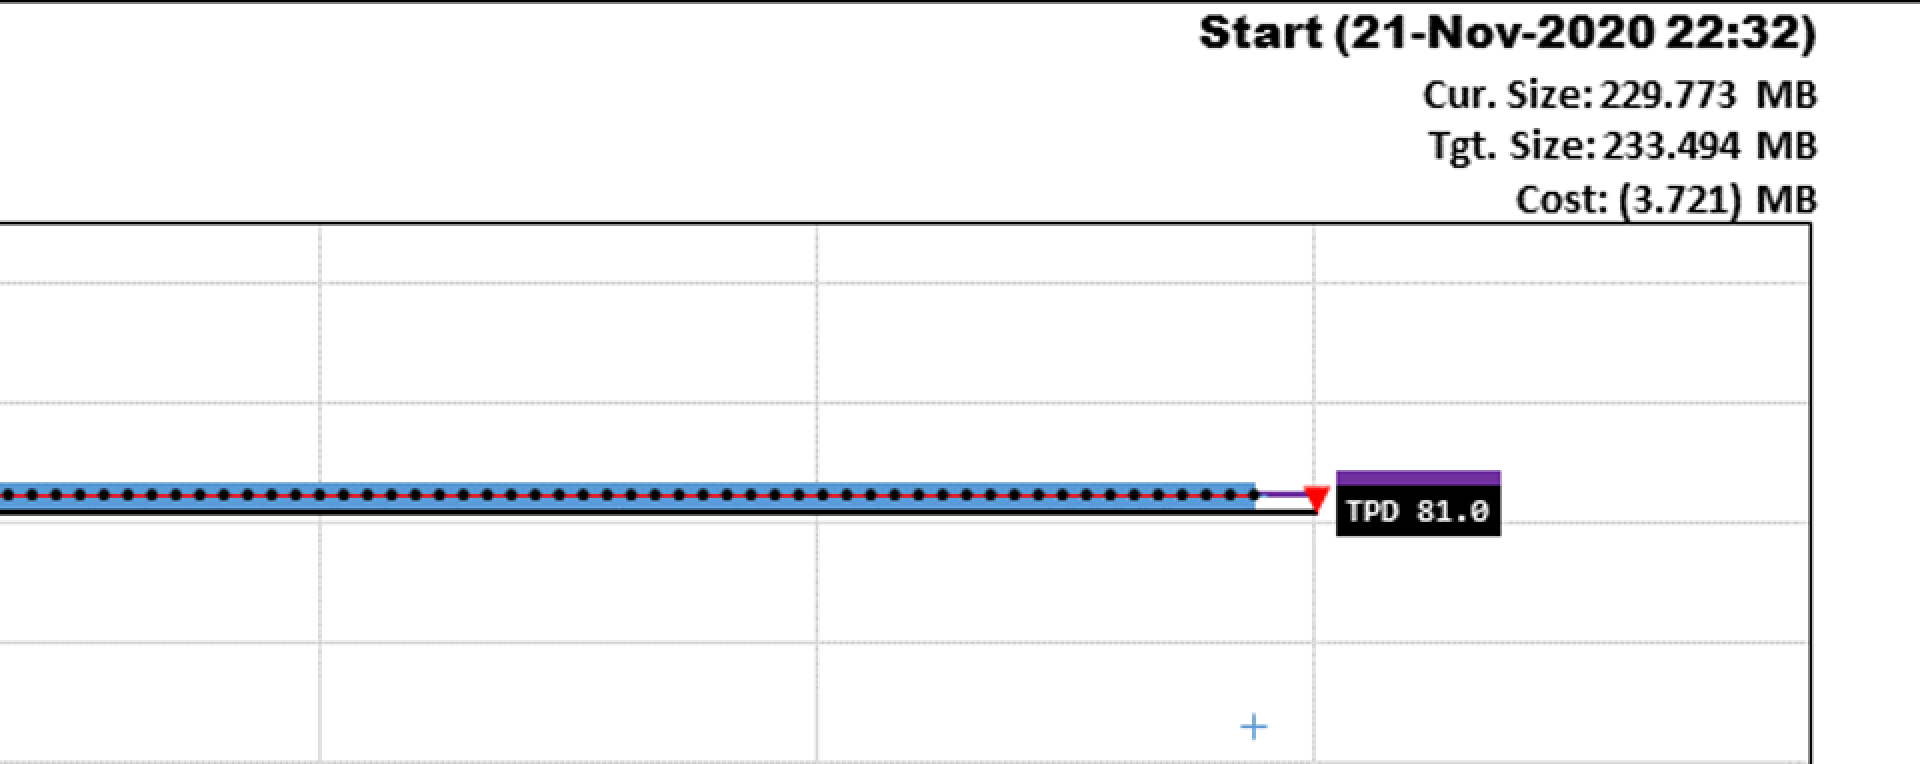 Start (21-Nov-2020 22:32)
Cur. Size: 229.773 MB
Tgt. Size: 233.494 MB
Cost: (3.721) MB
TPD 81.0